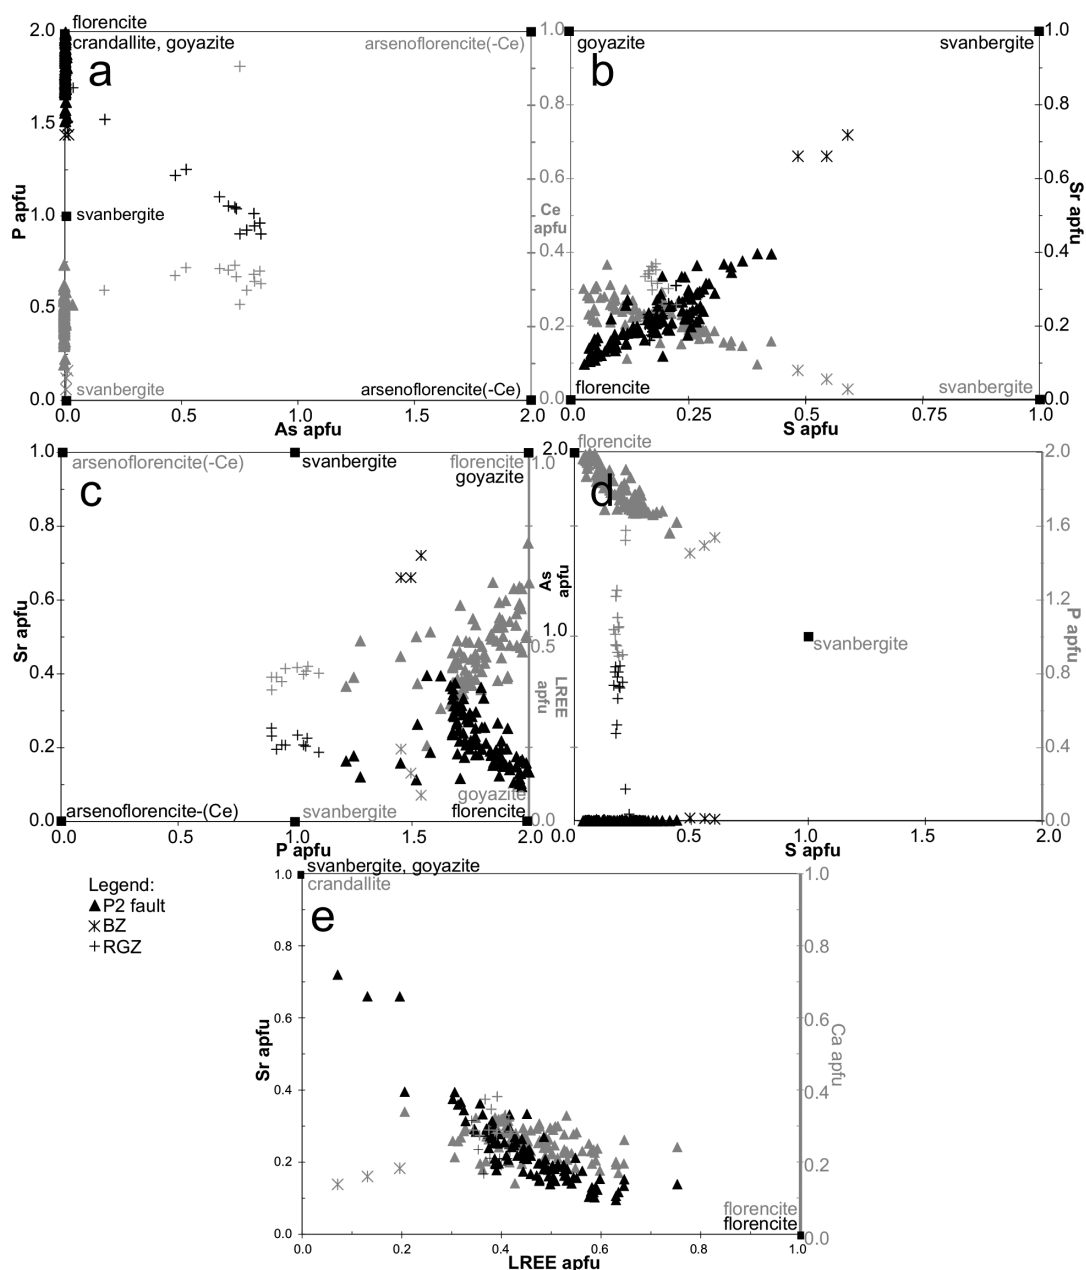 florencite
2.0
crandallite, goyazite
arsenoflorencite(-Ce)
1.0
a
1.5
P apfu
1.0
svanbergite
0.5
svanbergite
arsenoflorencite(-Ce)
0.0
0.0
0.5
1.0
1.5
2.0
As apfu
goyazite
svanbergite
1.0
b
0.8
0.8
0.6
0.6
Ce
apfu
Sr apfu
0.4
0.4
0.2
0.2
florencite
svanbergite
0.0
0.0
0.0
0.25
0.5
0.75
1.0
S apfu
1.0
arsenoflorencite(-Ce)
svanbergite
florencite
1.0
goyazite
c
0.8
0.6
Sr apfu
0.5
0.4
LREE
apfu
0.2
goyazite
arsenoflorencite-(Ce)
svanbergite
florencite
0.0
0.0
0.0
0.5
1.0
1.5
2.0
P apfu
florencite
2.0
2.0
d
1.6
As
apfu
1.2
1.0
svanbergite
P apfu
0.8
0.4
0.0
0.0
0.5
1.0
1.5
2.0
S apfu
Legend:
P2 fault
BZ
RGZ
svanbergite, goyazite
1.0
crandallite
1.0
e
0.8
0.8
0.6
0.6
Sr apfu
Ca apfu
0.4
0.4
0.2
0.2
florencite
florencite
0.0
0.0
0.0
0.2
0.4
0.6
0.8
1.0
LREE apfu